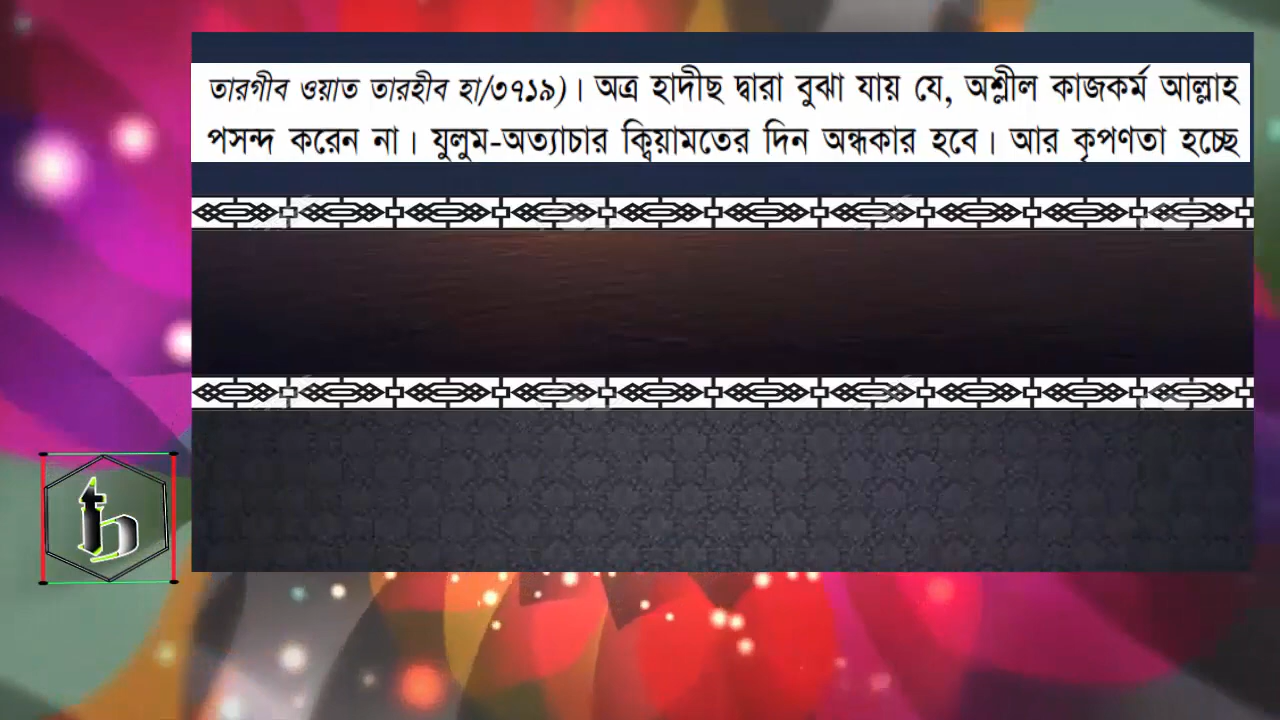 তারগীব ওয়াত তারহীব হা/৩৭১৯)। অত্র হাদীছ দ্বারা বুঝা যায় যে, অশ্লীল কাজকর্ম আল্লাহ
পসন্দ করেন না। যুলুম-অত্যাচার ক্বিয়ামতের দিন অন্ধকার হবে। আর কৃপণতা হচ্ছে